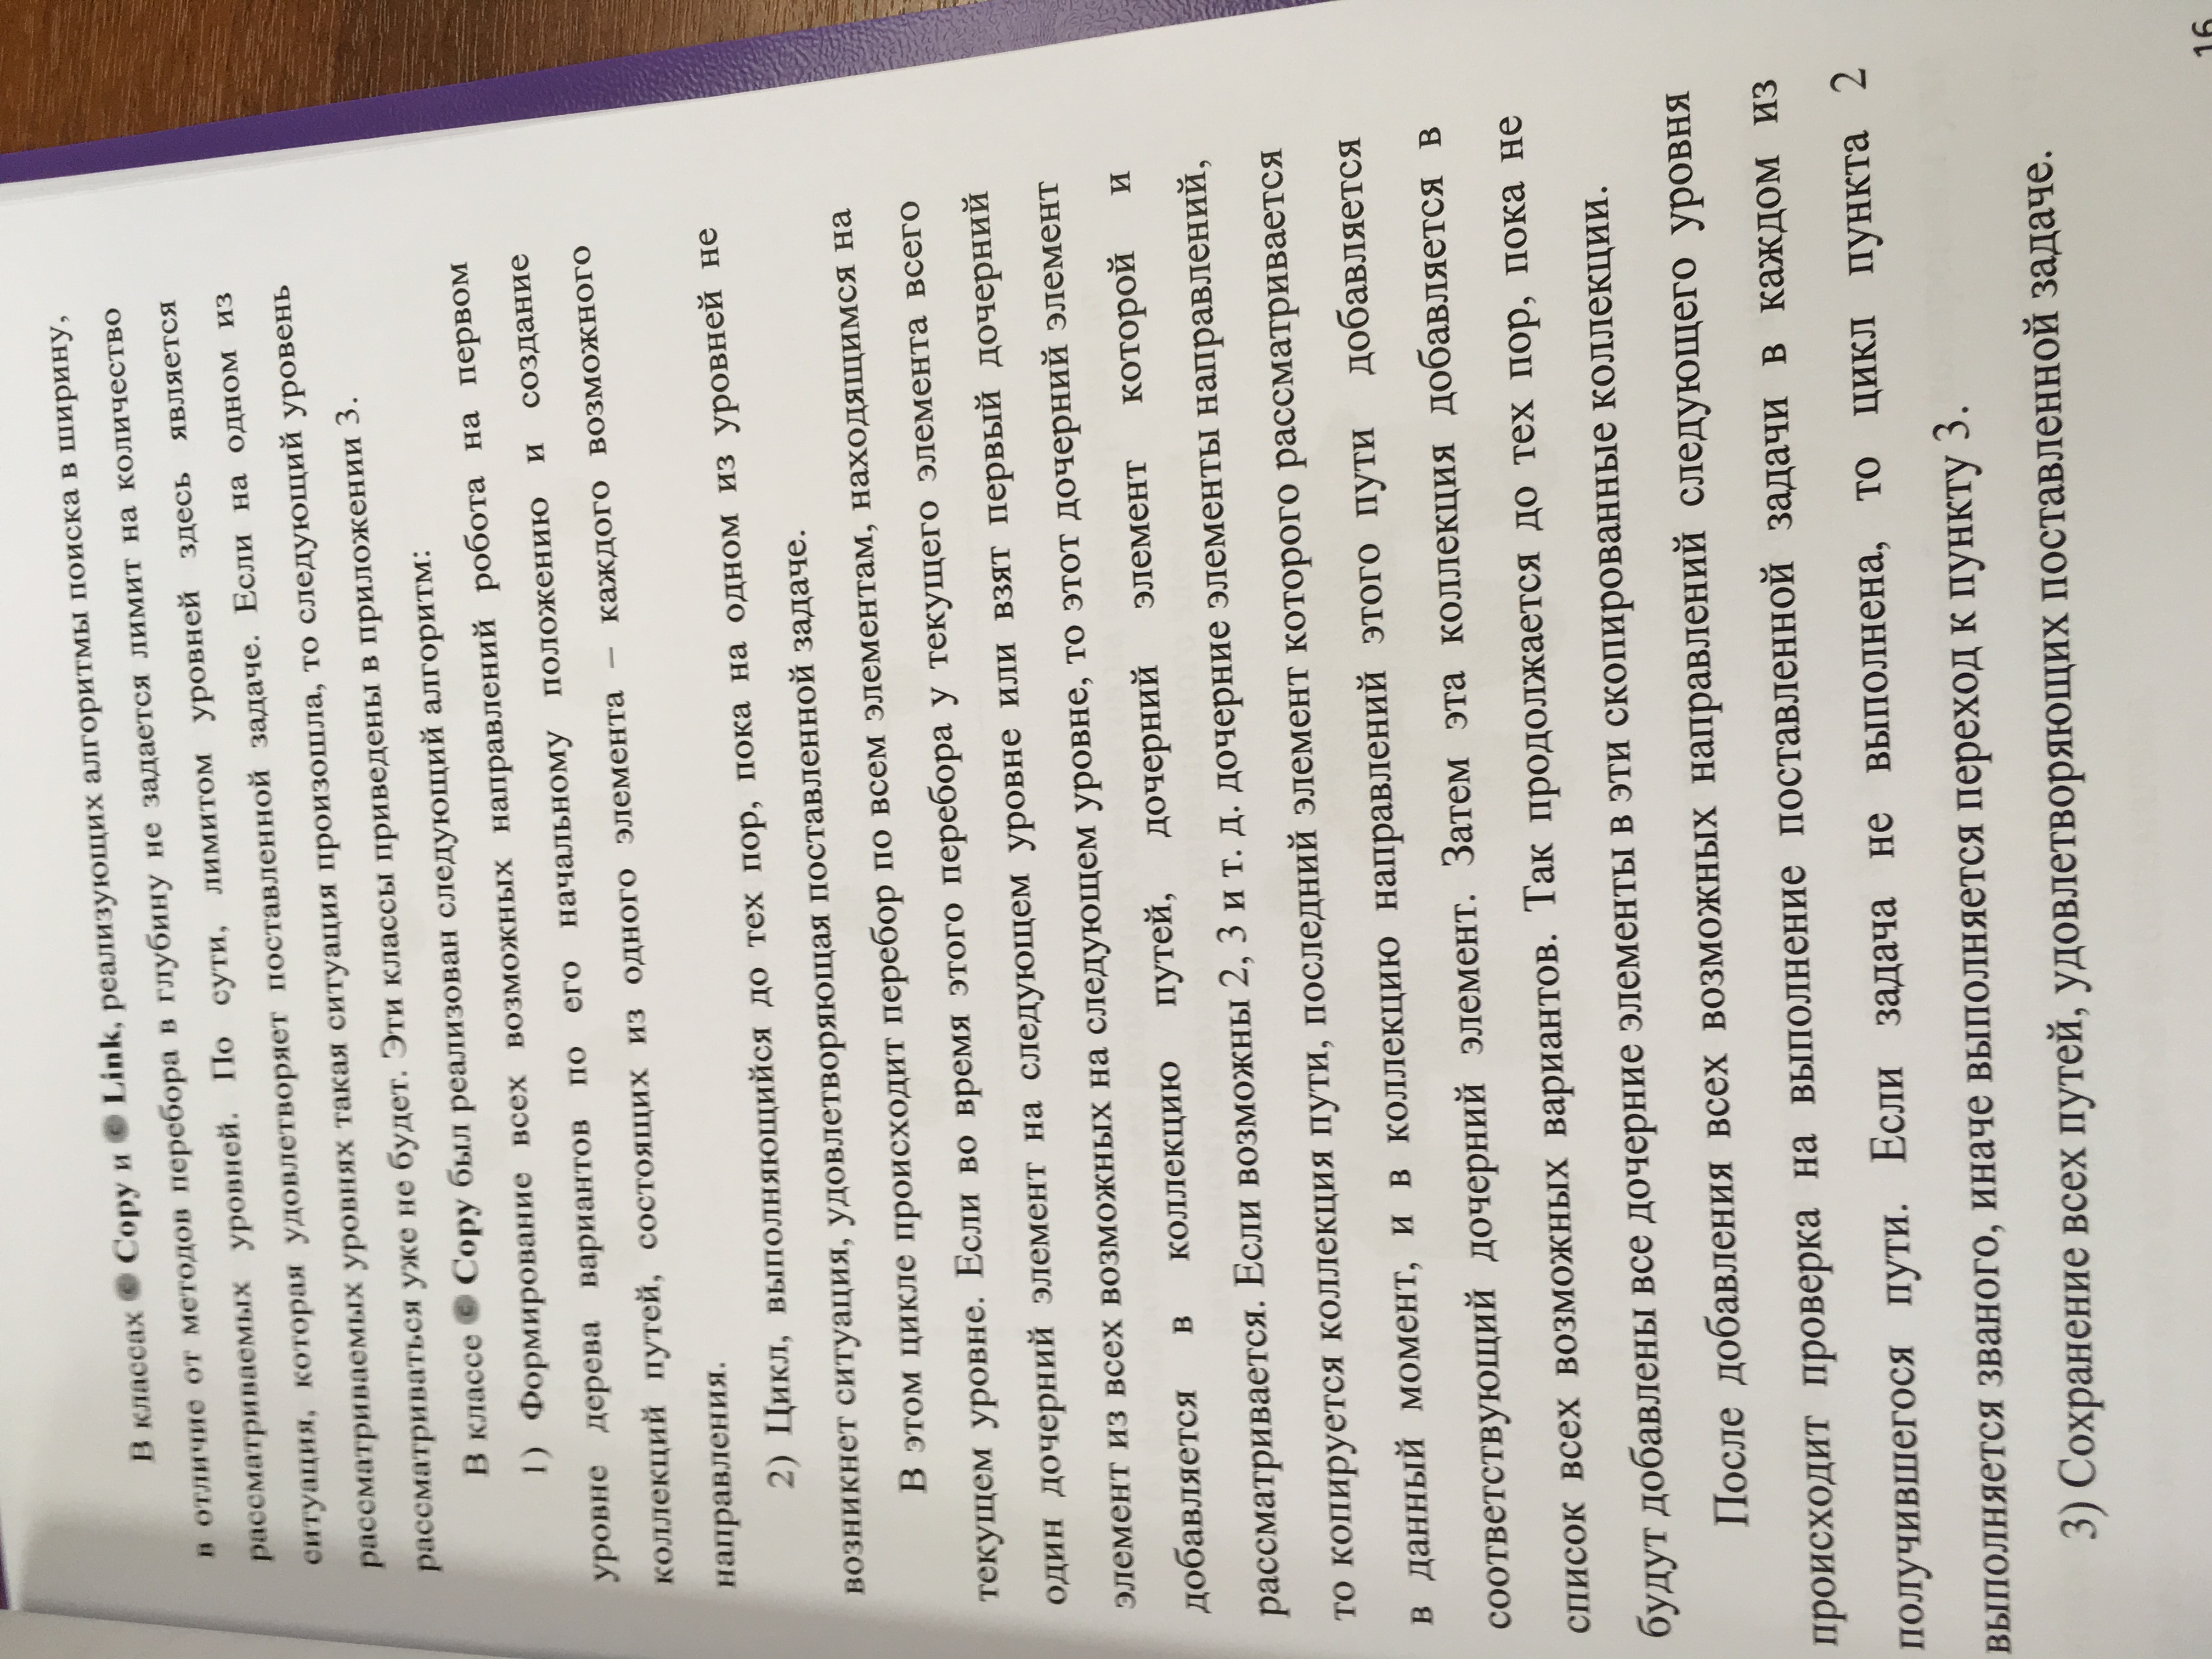 В классах © Copy и © Link, реализующих алгоритмы поиска в ширину,
в отличие от методов перебора в глубину не задается лимит на количество
рассматриваемых уровней. По сути, лимитом уровней здесь является
ситуация, которая удовлетворяет поставленной задаче. Если на одном из
рассматриваемых уровнях такая ситуация произошла, то следующий уровень
рассматриваться уже не будет. Эти классы приведены в приложении 3.
В классе © Copy был реализован следующий алгоритм:
1) Формирование всех возможных направлений робота на первом
уровне дерева вариантов по его начальному положению и создание
коллекций путей, состоящих из одного элемента – каждого возможного
направления.
2) Цикл, выполняющийся до тех пор, пока на одном из уровней не
возникнет ситуация, удовлетворяющая поставленной задаче.
В этом цикле происходит перебор по всем элементам, находящимся на
текущем уровне. Если во время этого перебора у текущего элемента всего
один дочерний элемент на следующем уровне или взят первый дочерний
элемент из всех возможных на следующем уровне, то этот дочерний элемент
добавляется в коллекцию путей, дочерний элемент которой и
рассматривается. Если возможны 2, 3 и т. д. дочерние элементы направлений,
то копируется коллекция пути, последний элемент которого рассматривается
в данный момент, и в коллекцию направлений этого пути добавляется
соответствующий дочерний элемент. Затем эта коллекция добавляется в
список всех возможных вариантов. Так продолжается до тех пор, пока не
будут добавлены все дочерние элементы в эти скопированные коллекции.
После добавления всех возможных направлений следующего уровня
происходит проверка на выполнение поставленной задачи в каждом из
получившегося пути. Если задача не выполнена, то цикл пункта 2
выполняется званого, иначе выполняется переход к пункту 3.
3) Сохранение всех путей, удовлетворяющих поставленной задаче.
16